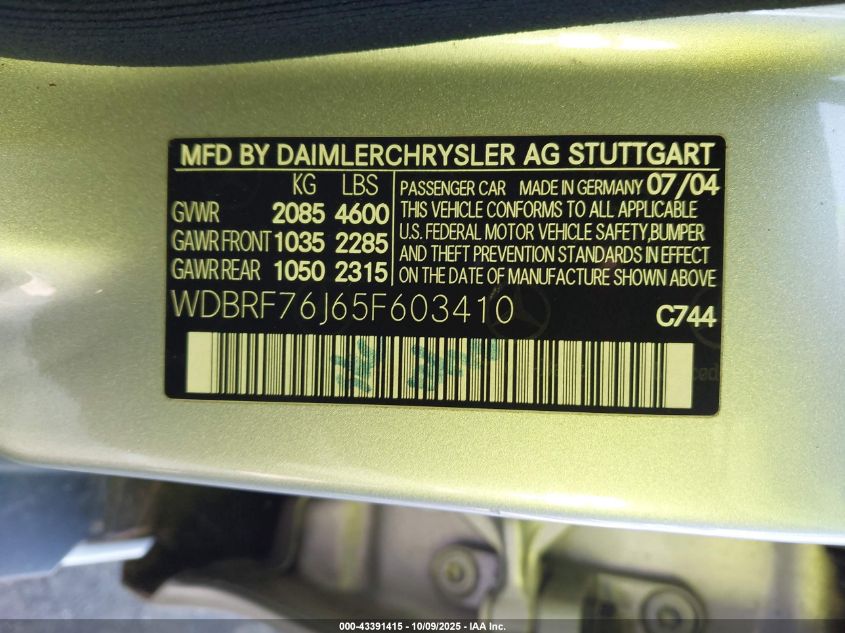 MFD BY DAIMLERCHRYSLER AG STUTTGART
KG LBS
GVWR 2085 4600
GAWR FRONT 1035 2285
GAWR REAR 1050 2315
PASSENGER CAR MADE IN GERMANY 07/04
THIS VEHICLE CONFORMS TO ALL APPLICABLE
U.S. FEDERAL MOTOR VEHICLE SAFETY,BUMPER
AND THEFT PREVENTION STANDARDS IN EFFECT
ON THE DATE OF MANUFACTURE SHOWN ABOVE
WDBRF76J65F603410
C744
000-43391415 - 10/09/2025 - IAA Inc.